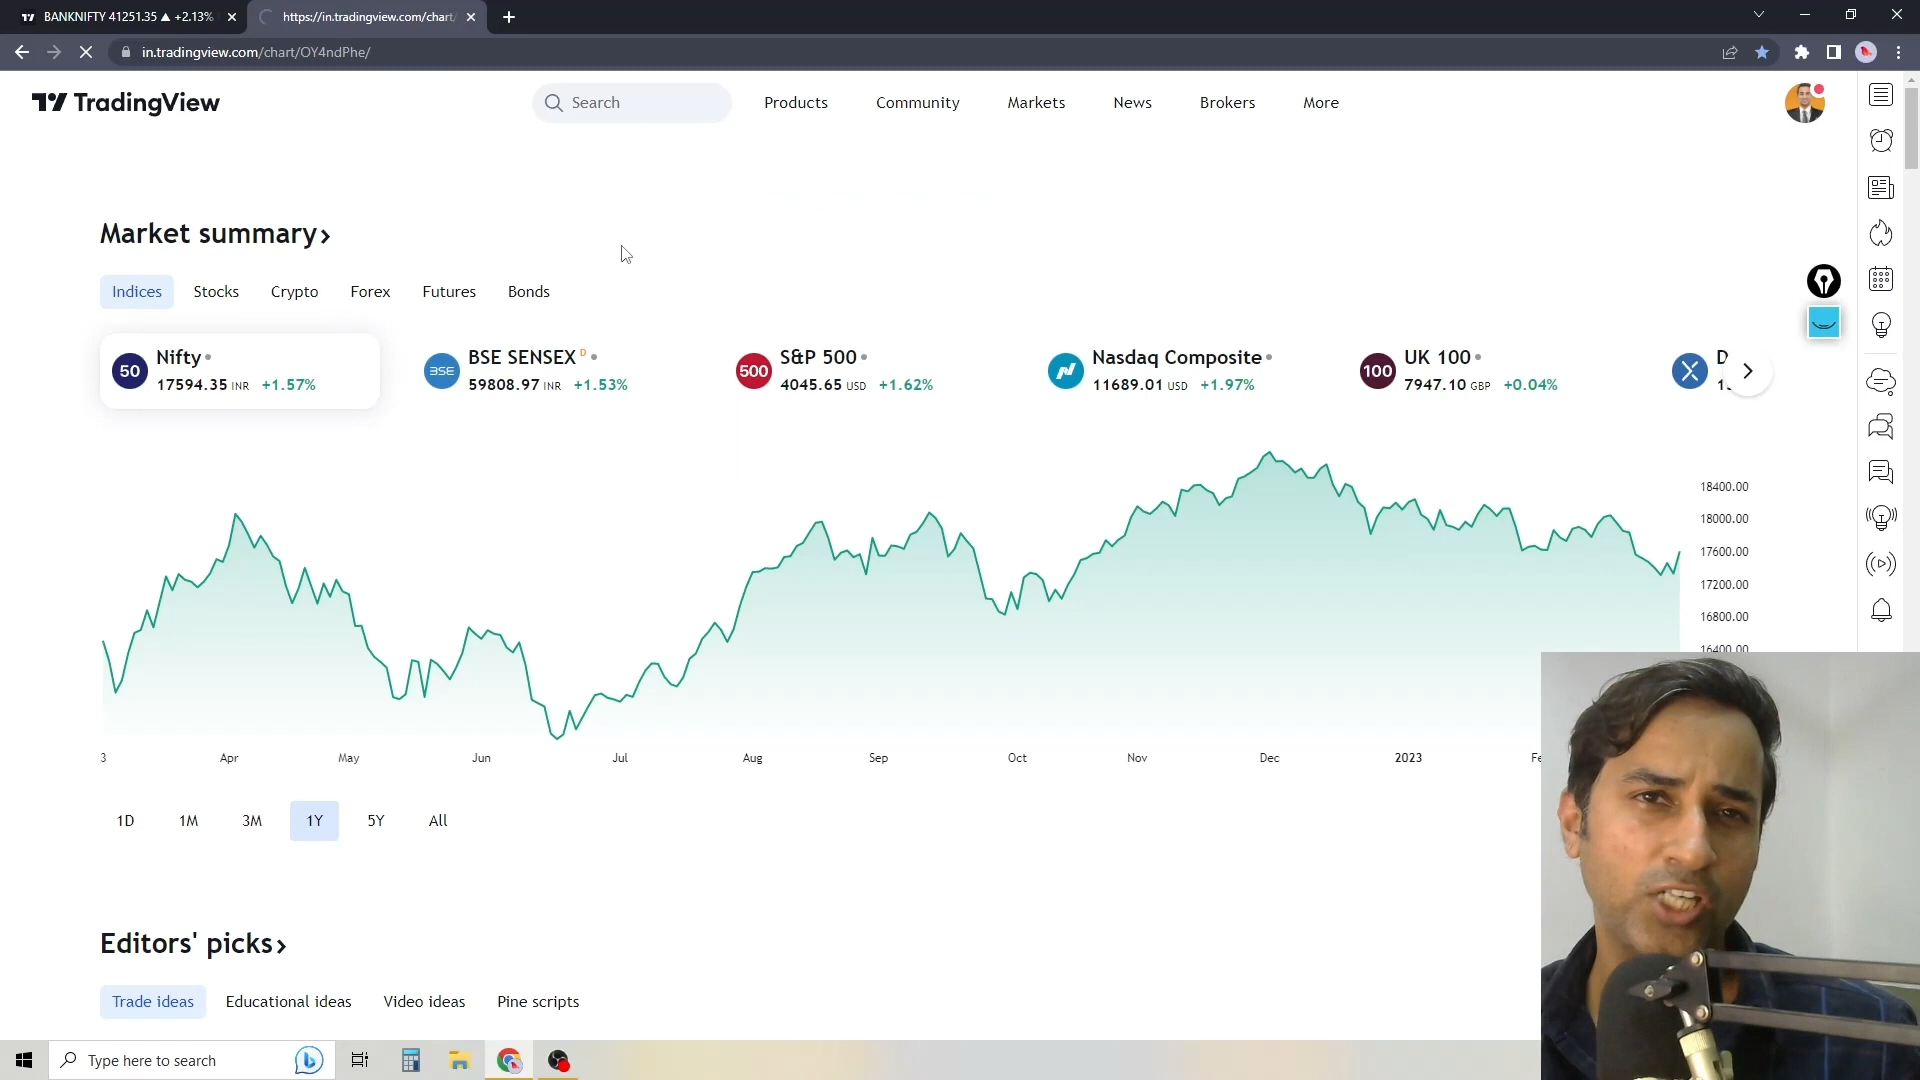 BANKNIFTY 41251.35 ▲ +2.13%
https://in.tradingview.com/chart/
in.tradingview.com/chart/OY4ndPhe/
TradingView
Search
Products
Community
Markets
News
Brokers
More
Market summary
Indices
Stocks
Crypto
Forex
Futures
Bonds
50
Nifty
17594.35 INR +1.57%
BSE
BSE SENSEX D
59808.97 INR +1.53%
500
S&P 500
4045.65 USD +1.62%
Nasdaq Composite
11689.01 USD +1.97%
100
UK 100
7947.10 GBP +0.04%
18400.00
18000.00
17600.00
17200.00
16800.00
16400.00
3
Apr
May
Jun
Jul
Aug
Sep
Oct
Nov
Dec
2023
1D
1M
3M
1Y
5Y
All
Editors' picks
Trade ideas
Educational ideas
Video ideas
Pine scripts
Type here to search